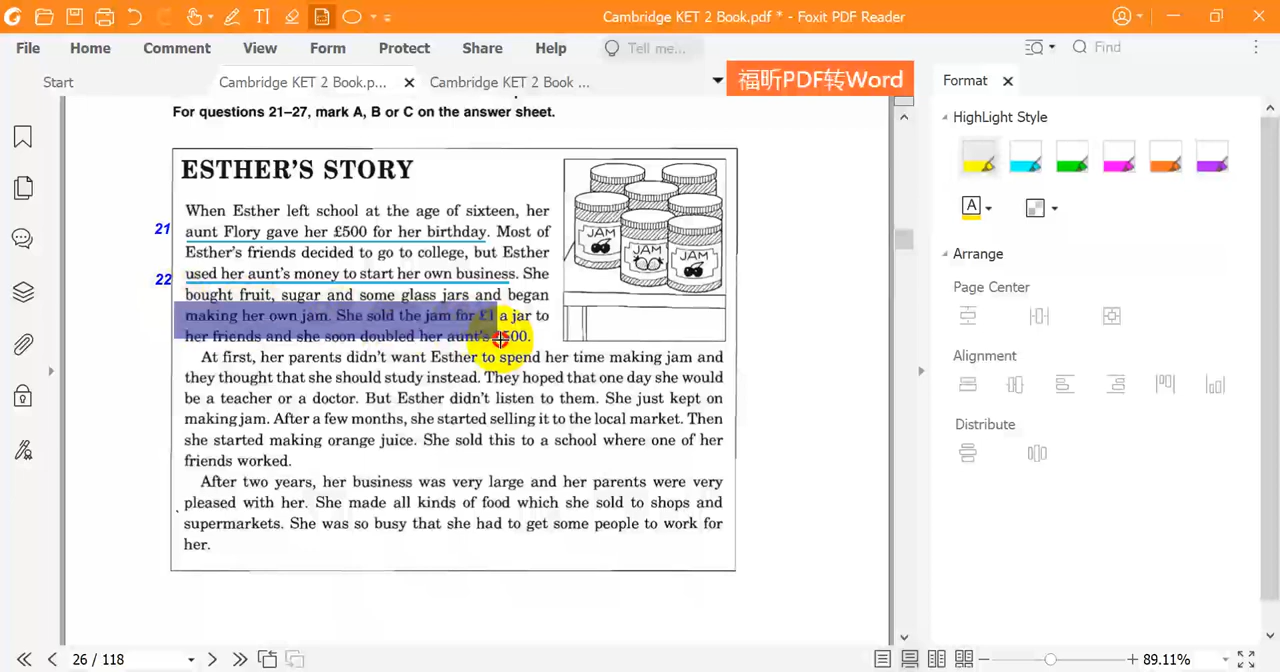 Cambridge KET 2 Book.pdf * - Foxit PDF Reader
File Home Comment View Form Protect Share Help Tell me... Find
Start Cambridge KET 2 Book.p... Cambridge KET 2 Book ... 福昕PDF转Word Format
For questions 21–27, mark A, B or C on the answer sheet.
ESTHER'S STORY
When Esther left school at the age of sixteen, her
21 aunt Flory gave her £500 for her birthday. Most of
Esther's friends decided to go to college, but Esther
22 used her aunt's money to start her own business. She
bought fruit, sugar and some glass jars and began
making her own jam. She sold the jam for £1 a jar to
her friends and she soon doubled her aunt's £500.
At first, her parents didn't want Esther to spend her time making jam and
they thought that she should study instead. They hoped that one day she would
be a teacher or a doctor. But Esther didn't listen to them. She just kept on
making jam. After a few months, she started selling it to the local market. Then
she started making orange juice. She sold this to a school where one of her
friends worked.
After two years, her business was very large and her parents were very
pleased with her. She made all kinds of food which she sold to shops and
supermarkets. She was so busy that she had to get some people to work for
her.
JAM
JAM
JAM
HighLight Style
A
Arrange
Page Center
Alignment
Distribute
26 / 118
89.11%